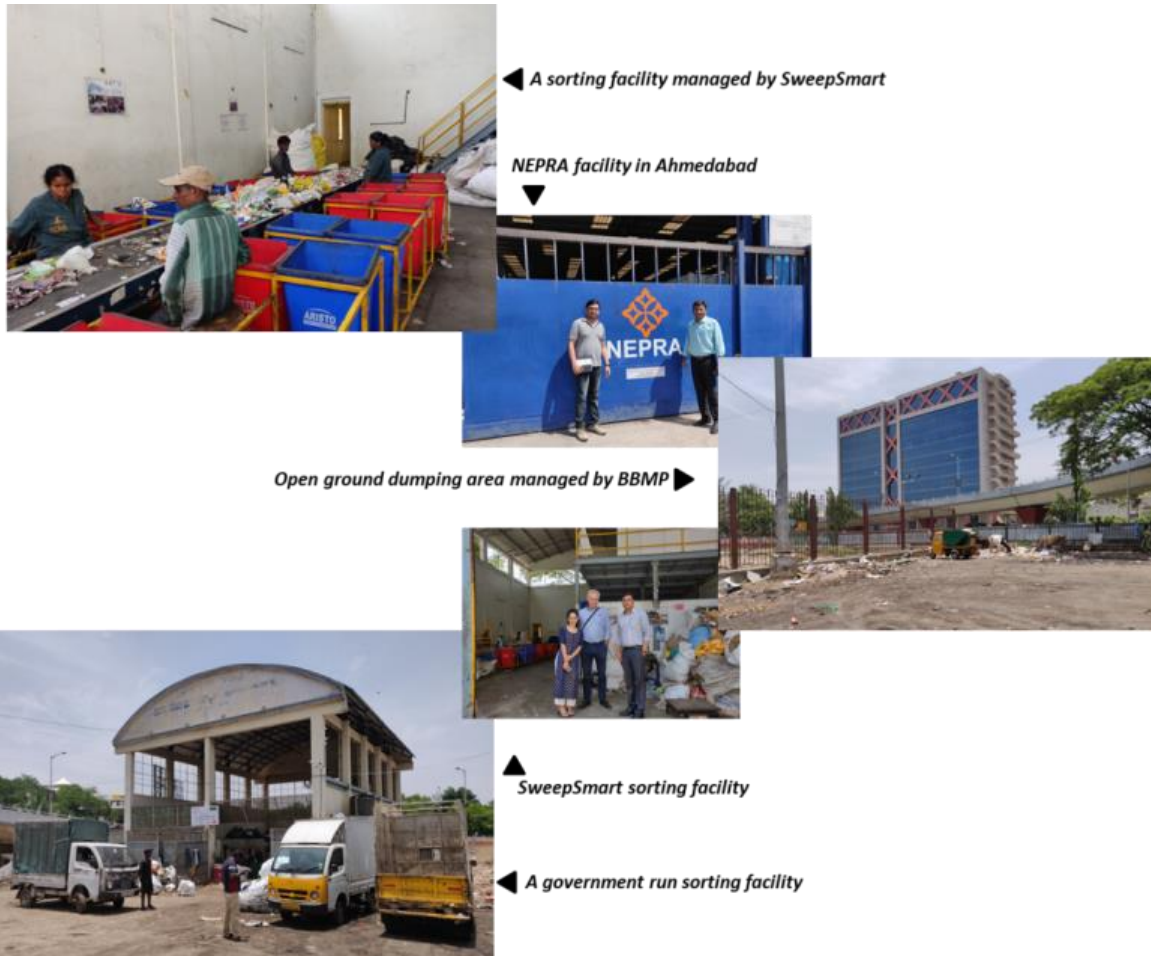 A sorting facility managed by SweepSmart
NEPRA facility in Ahmedabad
ARISTO
NEPRA
Open ground dumping area managed by BBMP
SweepSmart sorting facility
A government run sorting facility